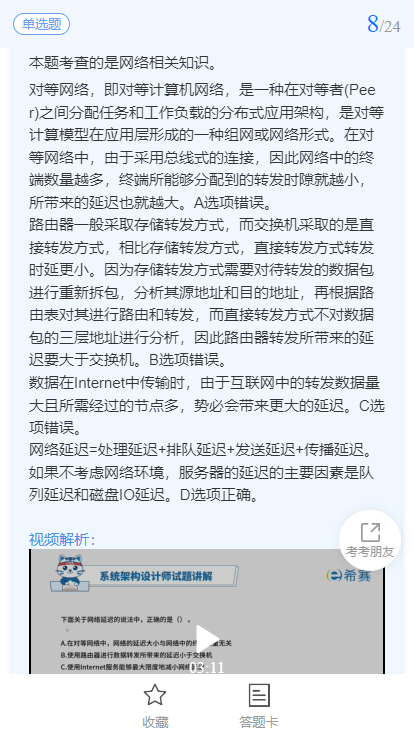 单选题
8/24
本题考查的是网络相关知识。
对等网络，即对等计算机网络，是一种在对等者(Pee
r)之间分配任务和工作负载的分布式应用架构，是对等
计算模型在应用层形成的一种组网或网络形式。在对
等网络中，由于采用总线式的连接，因此网络中的终
端数量越多，终端所能够分配到的转发时隙就越小，
所带来的延迟也就越大。A选项错误。
路由器一般采取存储转发方式，而交换机采取的是直
接转发方式，相比存储转发方式，直接转发方式转发
时延更小。因为存储转发方式需要对待转发的数据包
进行重新拆包，分析其源地址和目的地址，再根据路
由表对其进行路由和转发，而直接转发方式不对数据
包的三层地址进行分析，因此路由器转发所带来的延
迟要大于交换机。B选项错误。
数据在Internet中传输时，由于互联网中的转发数据量
大且所需经过的节点多，势必会带来更大的延迟。C选
项错误。
网络延迟=处理延迟+排队延迟+发送延迟+传播延迟。
如果不考虑网络环境，服务器的延迟的主要因素是队
列延迟和磁盘IO延迟。D选项正确。
考考朋友
视频解析：
系统架构设计师试题讲解
希赛
下面关于网络延迟的说法中，正确的是（）。
A.在对等网络中，网络的延迟大小与网络中的终 量无关
B.使用路由器进行数据转发所带来的延迟小于交换机
C.使用Internet服务能够最大限度地减小网络
03:11
收藏
答题卡